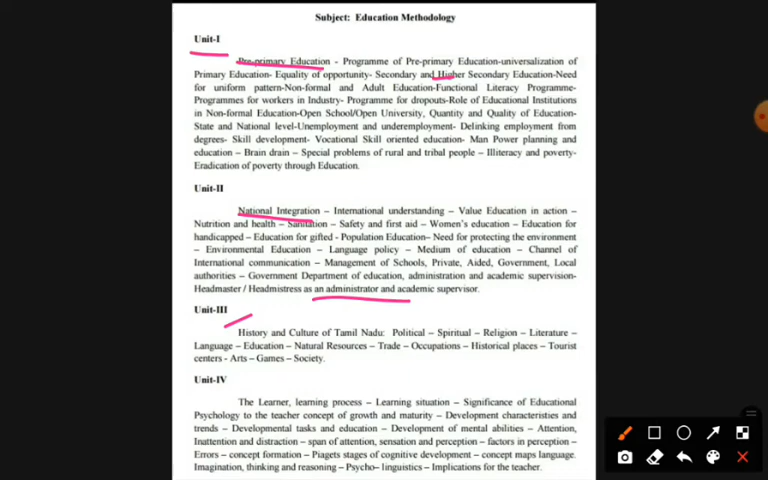 Subject: Education Methodology
Unit-I
Pre-primary Education - Programme of Pre-primary Education-universalization of
Primary Education- Equality of opportunity- Secondary and Higher Secondary Education-Need
for uniform pattern-Non-formal and Adult Education-Functional Literacy Programme-
Programmes for workers in Industry- Programme for dropouts-Role of Educational Institutions
in Non-formal Education-Open School/Open University, Quantity and Quality of Education-
State and National level-Unemployment and underemployment- Delinking employment from
degrees- Skill development- Vocational Skill oriented education- Man Power planning and
education – Brain drain – Special problems of rural and tribal people – Illiteracy and poverty-
Eradication of poverty through Education.
Unit-II
National Integration – International understanding – Value Education in action –
Nutrition and health – Sanitation – Safety and first aid – Women's education – Education for
handicapped – Education for gifted - Population Education– Need for protecting the environment
– Environmental Education – Language policy – Medium of education – Channel of
International communication – Management of Schools, Private, Aided, Government, Local
authorities – Government Department of education, administration and academic supervision-
Headmaster / Headmistress as an administrator and academic supervisor.
Unit-III
History and Culture of Tamil Nadu: Political – Spiritual – Religion – Literature –
Language – Education – Natural Resources – Trade – Occupations – Historical places – Tourist
centers - Arts – Games – Society.
Unit-IV
The Learner, learning process – Learning situation – Significance of Educational
Psychology to the teacher concept of growth and maturity – Development characteristics and
trends – Developmental tasks and education – Development of mental abilities – Attention,
Inattention and distraction – span of attention, sensation and perception – factors in perception –
Errors – concept formation – Piagets stages of cognitive development – concept maps language.
Imagination, thinking and reasoning – Psycho– linguistics – Implications for the teacher.